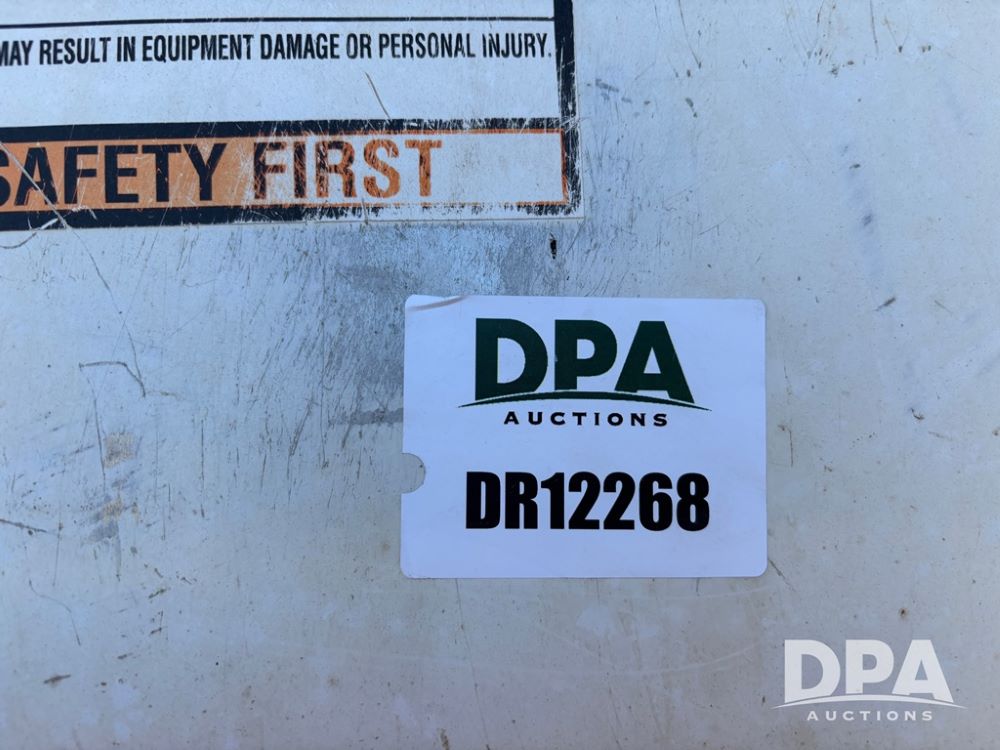 MAY RESULT IN EQUIPMENT DAMAGE OR PERSONAL INJURY.
SAFETY FIRST
DPA
AUCTIONS
DR12268
DPA
AUCTIONS